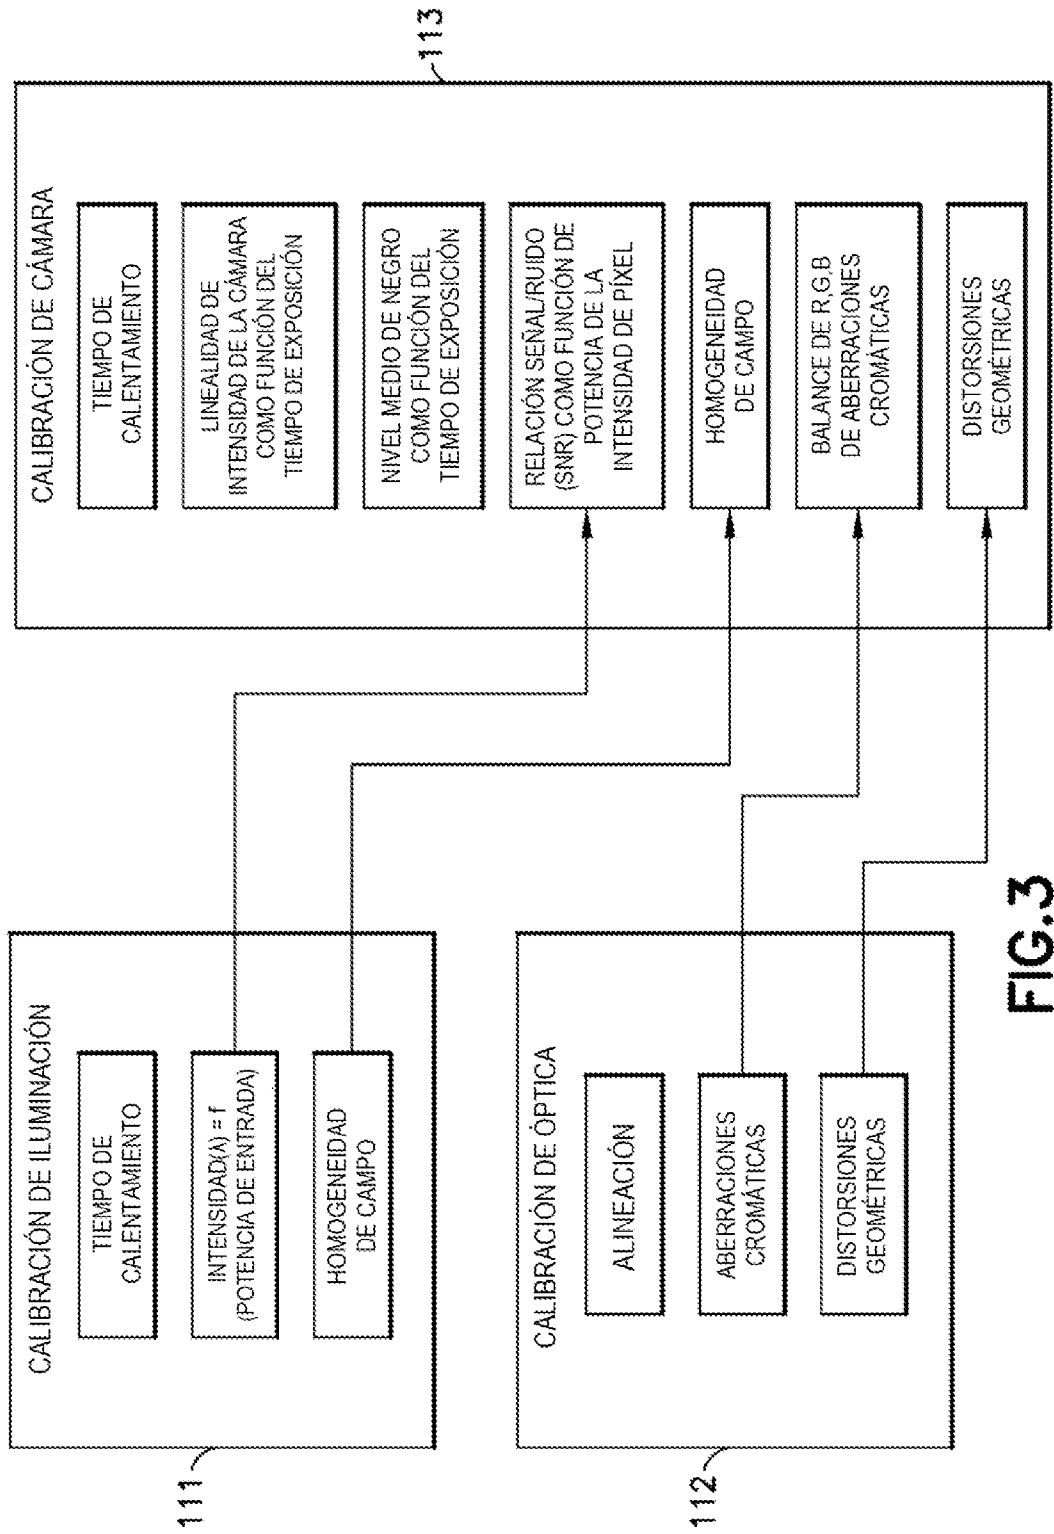 CALIBRACIÓN DE ILUMINACIÓN
TIEMPO DE
CALENTAMIENTO
INTENSIDAD(λ) = f
(POTENCIA DE ENTRADA)
HOMOGENEIDAD
DE CAMPO
111
CALIBRACIÓN DE ÓPTICA
ALINEACIÓN
ABERRACIONES
CROMÁTICAS
DISTORSIONES
GEOMÉTRICAS
112
CALIBRACIÓN DE CÁMARA
TIEMPO DE
CALENTAMIENTO
LINEALIDAD DE
INTENSIDAD DE LA CÁMARA
COMO FUNCIÓN DEL
TIEMPO DE EXPOSICIÓN
NIVEL MEDIO DE NEGRO
COMO FUNCIÓN DEL
TIEMPO DE EXPOSICIÓN
RELACIÓN SEÑAL/RUIDO
(SNR) COMO FUNCIÓN DE
POTENCIA DE LA
INTENSIDAD DE PÍXEL
HOMOGENEIDAD
DE CAMPO
BALANCE DE R,G,B
DE ABERRACIONES
CROMÁTICAS
DISTORSIONES
GEOMÉTRICAS
113
FIG.3